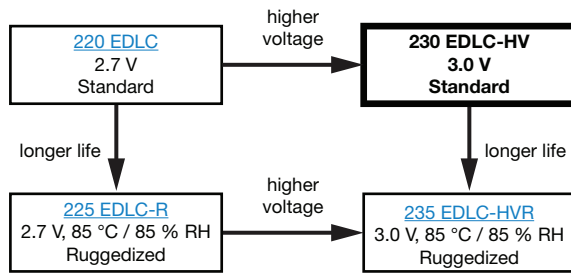 220 EDLC
2.7 V
Standard
higher
voltage
230 EDLC-HV
3.0 V
Standard
longer life
longer life
225 EDLC-R
2.7 V, 85 °C / 85 % RH
Ruggedized
higher
voltage
235 EDLC-HVR
3.0 V, 85 °C / 85 % RH
Ruggedized